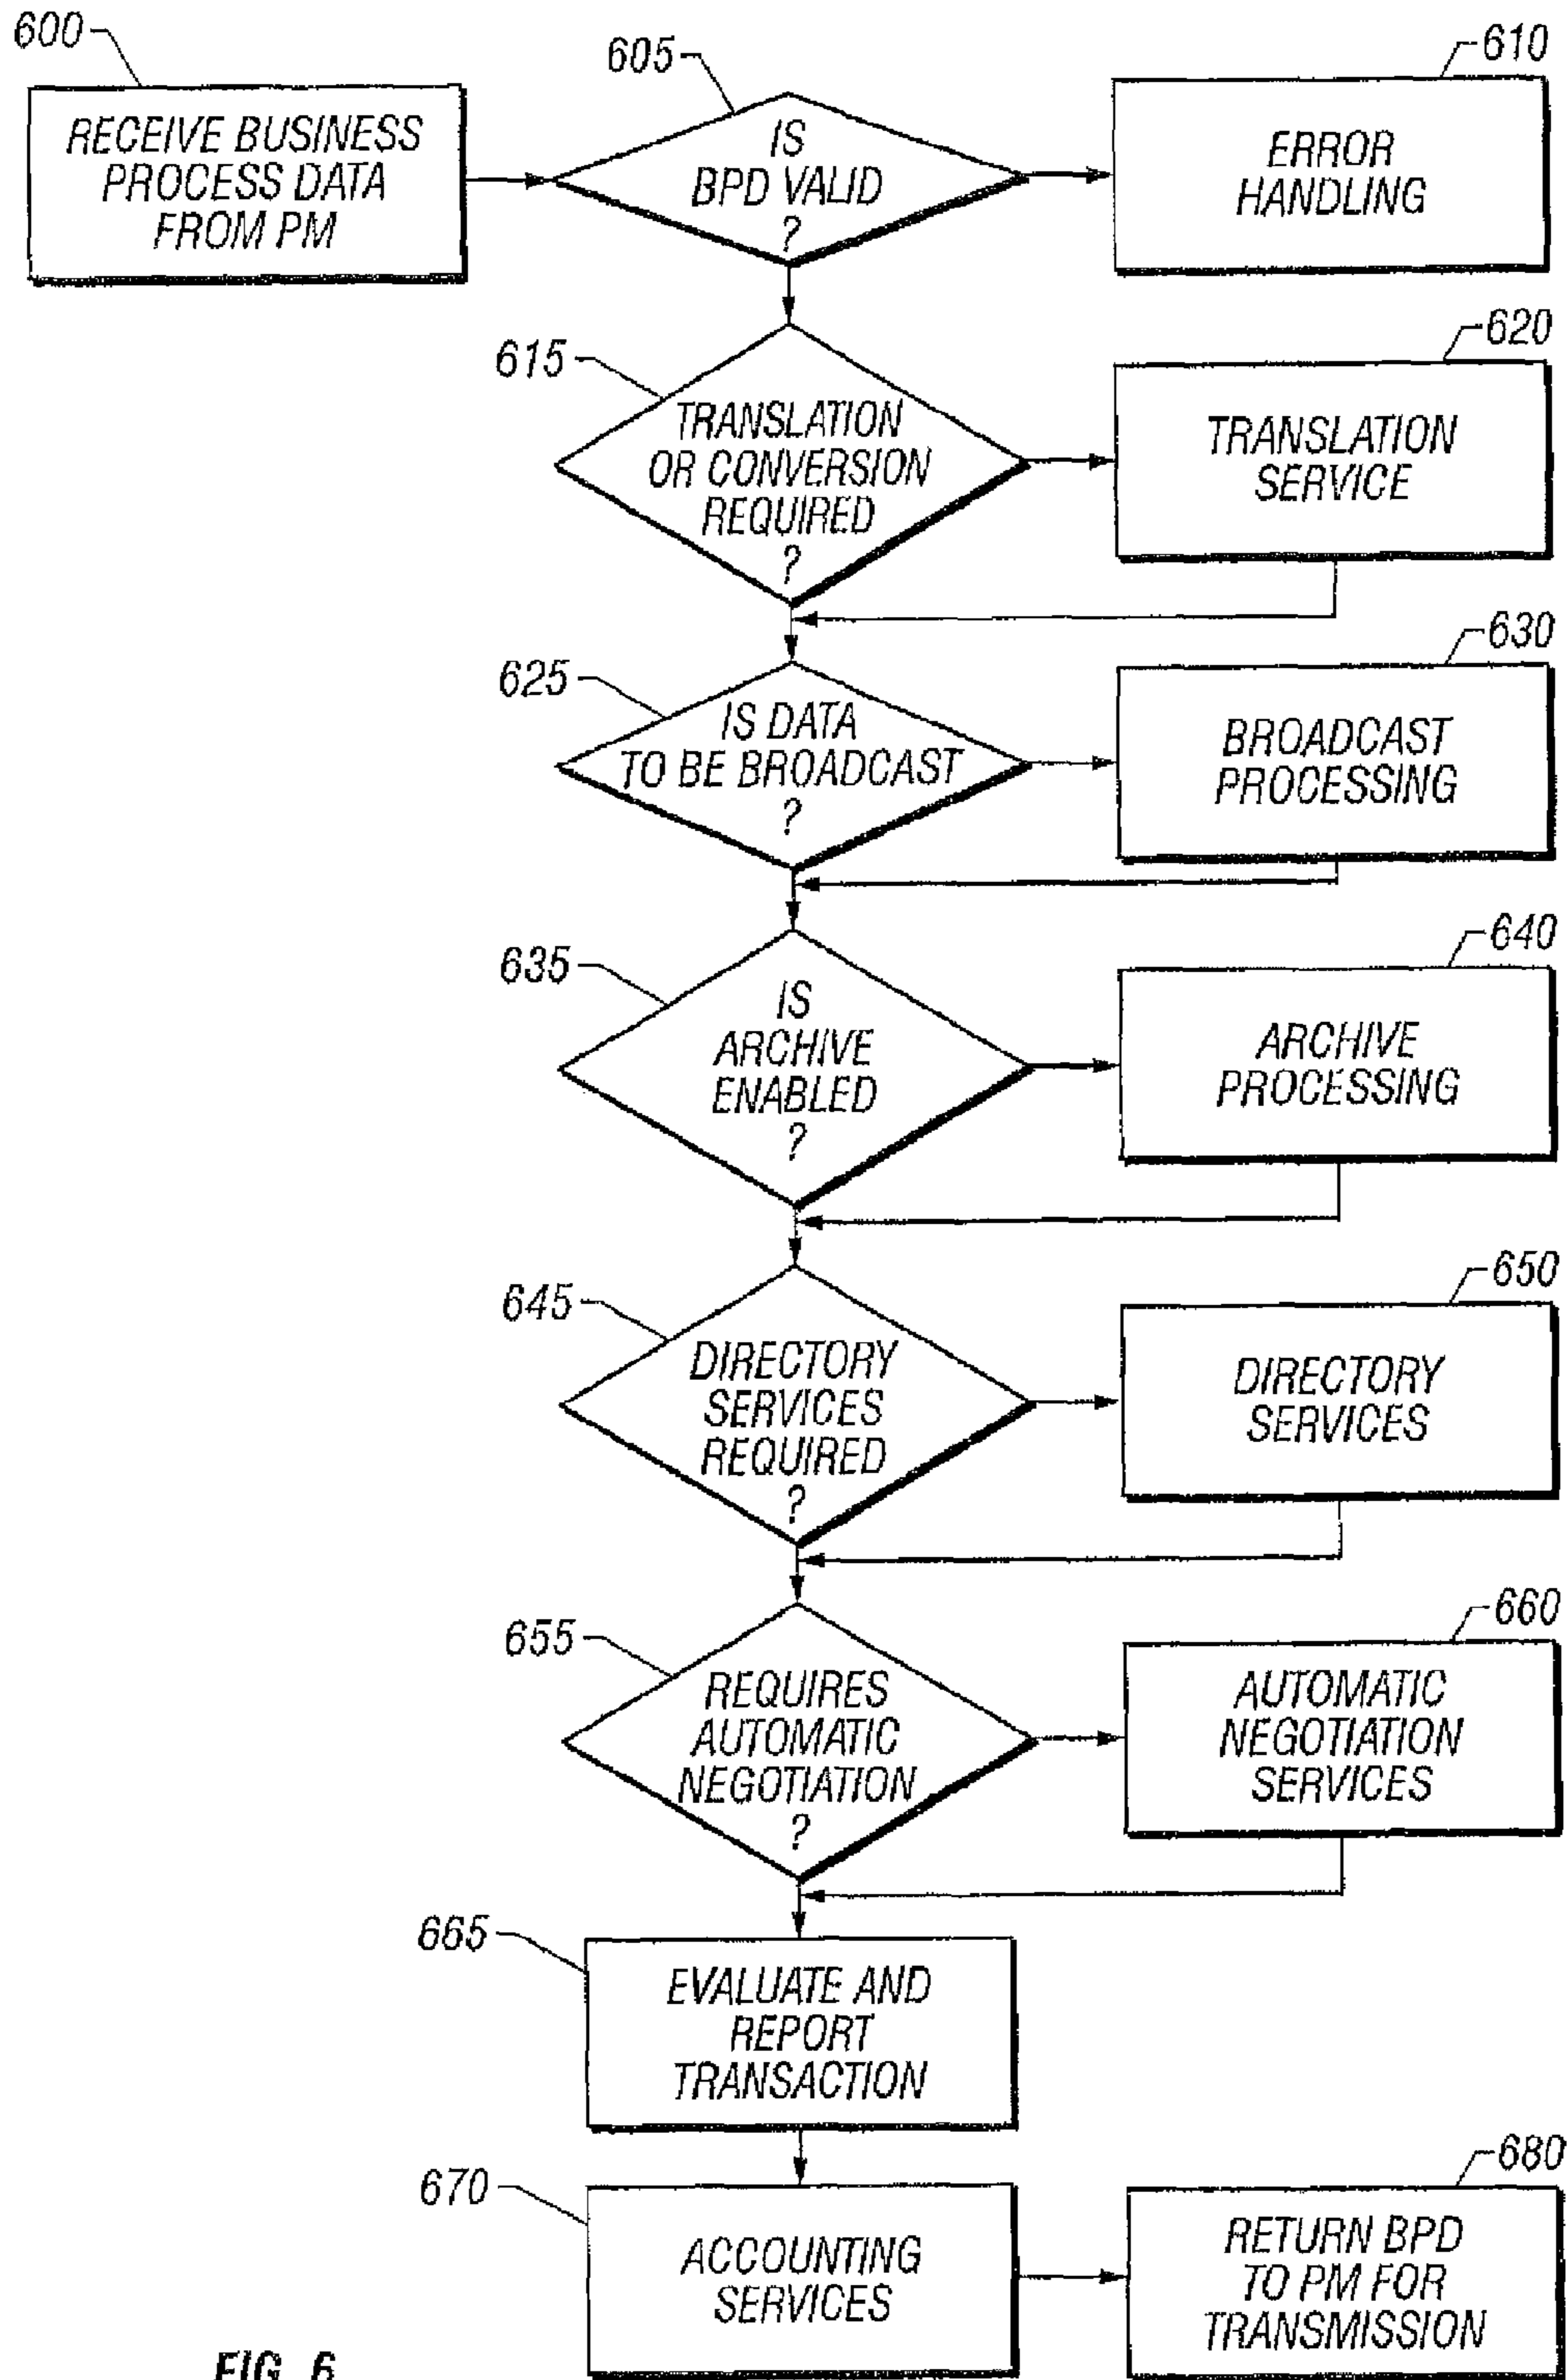 600
RECEIVE BUSINESS
PROCESS DATA
FROM PM
605
IS
BPD VALID
?
610
ERROR
HANDLING
615
TRANSLATION
OR CONVERSION
REQUIRED
?
620
TRANSLATION
SERVICE
625
IS DATA
TO BE BROADCAST
?
630
BROADCAST
PROCESSING
635
IS
ARCHIVE
ENABLED
?
640
ARCHIVE
PROCESSING
645
DIRECTORY
SERVICES
REQUIRED
?
650
DIRECTORY
SERVICES
655
REQUIRES
AUTOMATIC
NEGOTIATION
?
660
AUTOMATIC
NEGOTIATION
SERVICES
665
EVALUATE AND
REPORT
TRANSACTION
670
ACCOUNTING
SERVICES
680
RETURN BPD
TO PM FOR
TRANSMISSION
FIG. 6